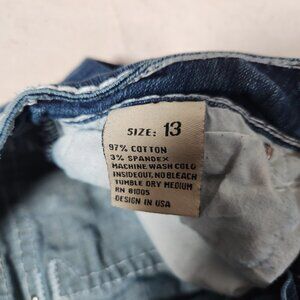 SIZE: 13
97% COTTON
3% SPANDEX
MACHINE WASH COLD
INSIDEOUT, NO BLEACH
TUMBLE DRY MEDIUM
RN 81005
DESIGN IN USA